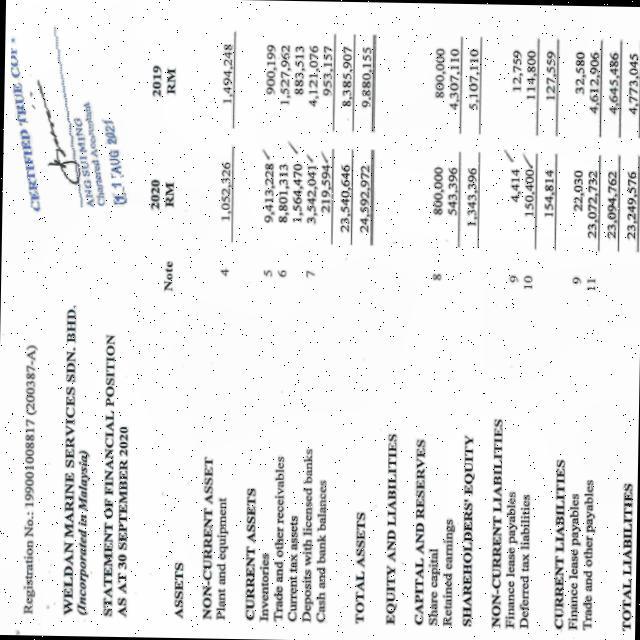 CERTIFIED TRUE COP
Chartered Accountants
AUG 2021
Registration No.: 199001008817 (200387-A)
WELDAN MARINE SERVICES SDN. BHD.
(Incorporated in Malaysia)
STATEMENT OF FINANCIAL POSITION
AS AT 30 SEPTEMBER 2020
Note 2020 2019
RM RM
ASSETS
NON-CURRENT ASSET
Plant and equipment 4 1,052,326 1,494,248
CURRENT ASSETS
Inventories 5 9,413,228 900,199
Trade and other receivables 6 8,801,313 1,527,962
Current tax assets 1,564,470 883,513
Deposits with licensed banks 7 3,542,041 4,121,076
Cash and bank balances 219,594 953,157
23,540,646 8,385,907
TOTAL ASSETS 24,592,972 9,880,155
EQUITY AND LIABILITIES
CAPITAL AND RESERVES
Share capital 8 800,000 800,000
Retained earnings 543,396 4,307,110
SHAREHOLDERS' EQUITY 1,343,396 5,107,110
NON-CURRENT LIABILITIES
Finance lease payables 9 4,414 12,759
Deferred tax liabilities 10 150,400 114,800
154,814 127,559
CURRENT LIABILITIES
Finance lease payables 9 22,030 32,580
Trade and other payables 11 23,072,732 4,612,906
23,094,762 4,645,486
TOTAL LIABILITIES 23,249,576 4,773,045